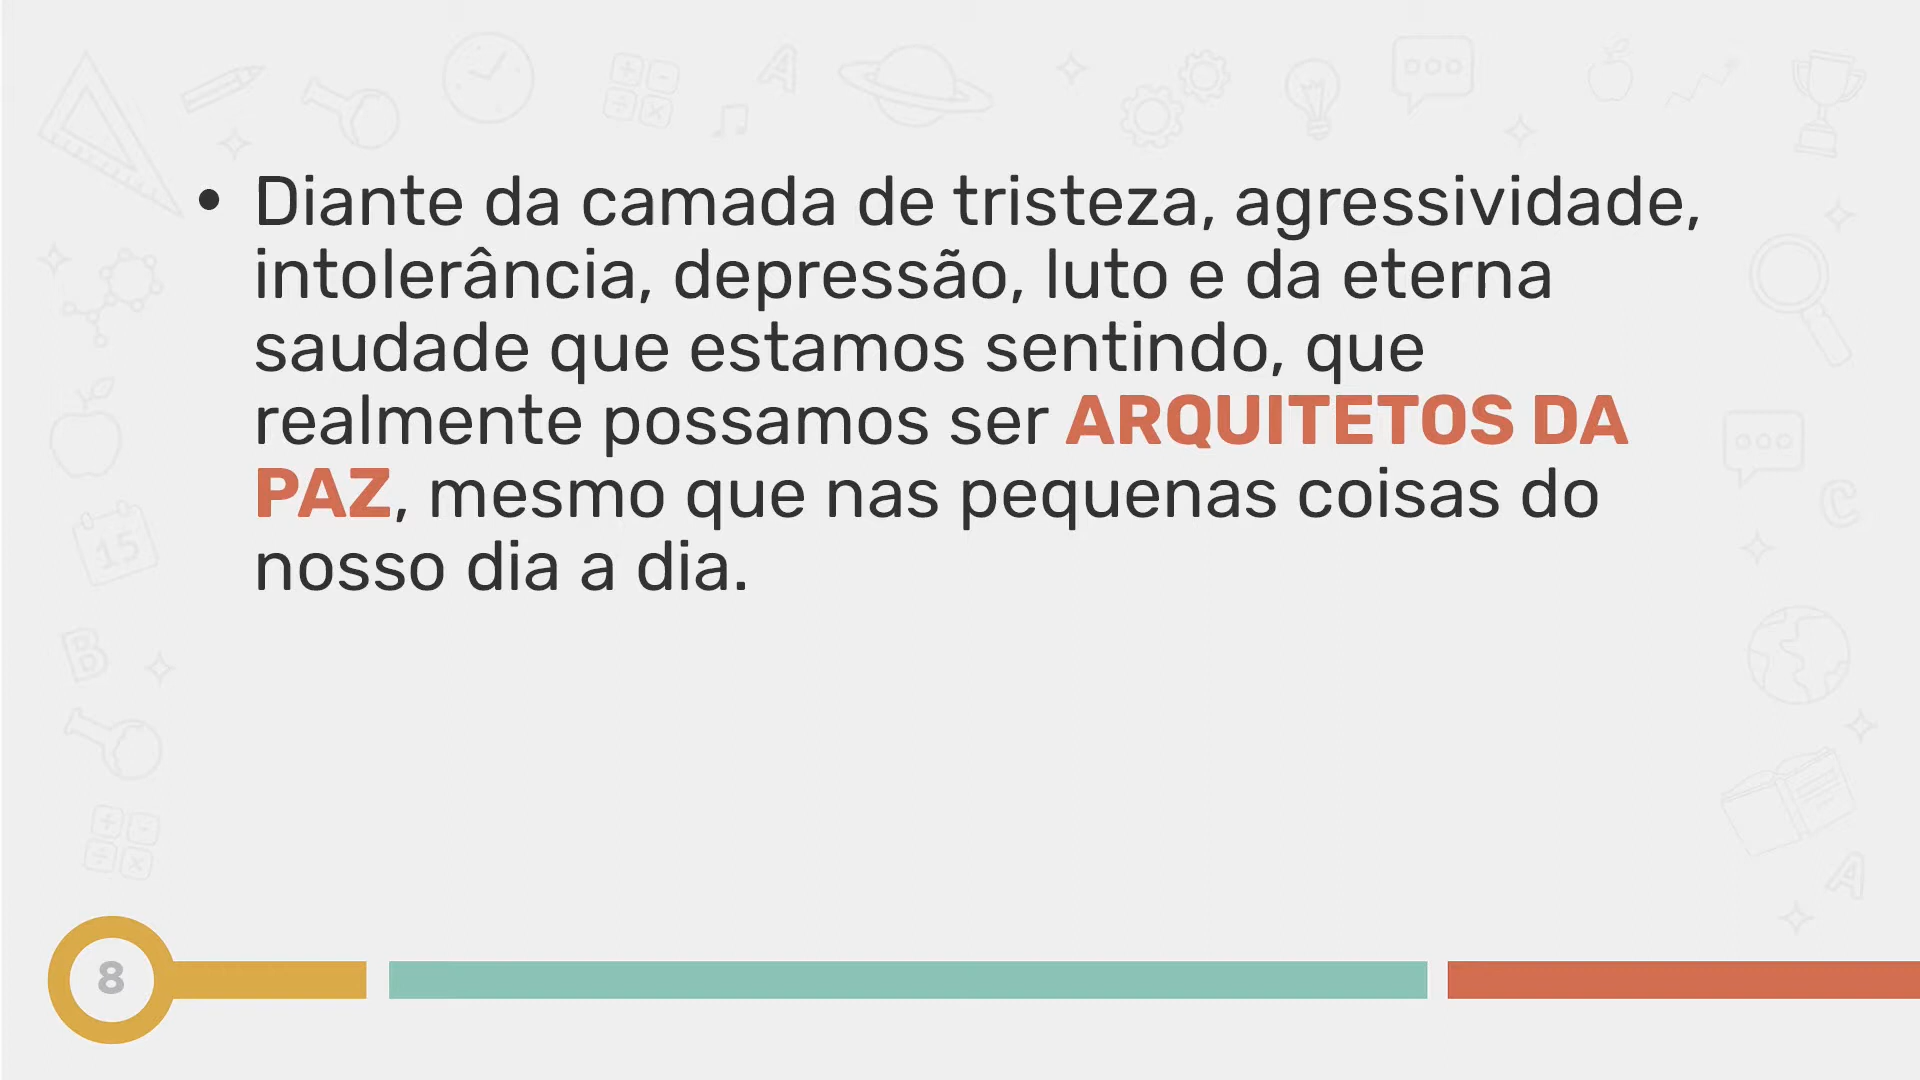 • Diante da camada de tristeza, agressividade,
intolerância, depressão, luto e da eterna
saudade que estamos sentindo, que
realmente possamos ser ARQUITETOS DA
PAZ, mesmo que nas pequenas coisas do
nosso dia a dia.
A
15
C
B
A
8